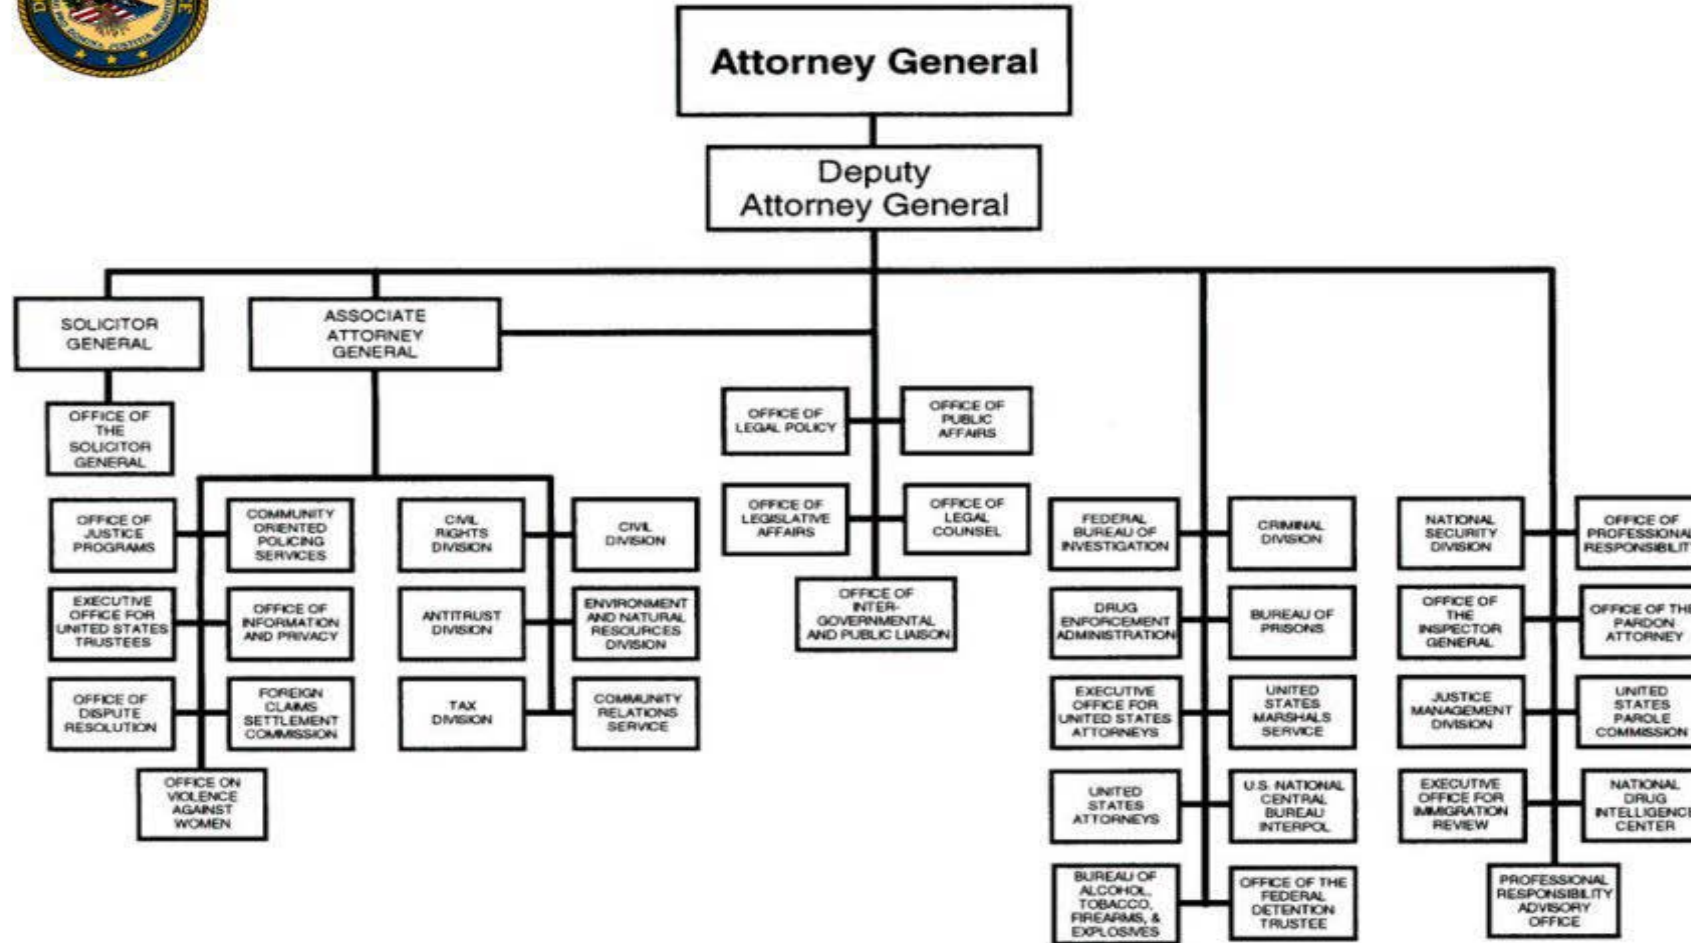 Attorney General
Deputy
Attorney General
SOLICITOR
GENERAL
ASSOCIATE
ATTORNEY
GENERAL
OFFICE OF
THE
SOLICITOR
GENERAL
OFFICE OF
LEGAL POLICY
OFFICE OF
PUBLIC
AFFAIRS
OFFICE OF
LEGISLATIVE
AFFAIRS
OFFICE OF
LEGAL
COUNSEL
OFFICE OF
INTER-
GOVERNMENTAL
AND PUBLIC LIAISON
OFFICE OF
JUSTICE
PROGRAMS
COMMUNITY
ORIENTED
POLICING
SERVICES
EXECUTIVE
OFFICE FOR
UNITED STATES
TRUSTEES
OFFICE OF
INFORMATION
AND PRIVACY
OFFICE OF
DISPUTE
RESOLUTION
FOREIGN
CLAIMS
SETTLEMENT
COMMISSION
OFFICE ON
VIOLENCE
AGAINST
WOMEN
CIVIL
RIGHTS
DIVISION
CIVIL
DIVISION
ANTITRUST
DIVISION
ENVIRONMENT
AND NATURAL
RESOURCES
DIVISION
TAX
DIVISION
COMMUNITY
RELATIONS
SERVICE
FEDERAL
BUREAU OF
INVESTIGATION
CRIMINAL
DIVISION
DRUG
ENFORCEMENT
ADMINISTRATION
BUREAU OF
PRISONS
EXECUTIVE
OFFICE FOR
UNITED STATES
ATTORNEYS
UNITED
STATES
MARSHALS
SERVICE
UNITED
STATES
ATTORNEYS
U.S. NATIONAL
CENTRAL
BUREAU
INTERPOL
BUREAU OF
ALCOHOL,
TOBACCO,
FIREARMS, &
EXPLOSIVES
OFFICE OF THE
FEDERAL
DETENTION
TRUSTEE
NATIONAL
SECURITY
DIVISION
OFFICE OF
PROFESSIONAL
RESPONSIBILITY
OFFICE OF
THE
INSPECTOR
GENERAL
OFFICE OF THE
PARDON
ATTORNEY
JUSTICE
MANAGEMENT
DIVISION
UNITED
STATES
PAROLE
COMMISSION
EXECUTIVE
OFFICE FOR
IMMIGRATION
REVIEW
NATIONAL
DRUG
INTELLIGENCE
CENTER
PROFESSIONAL
RESPONSIBILITY
ADVISORY
OFFICE